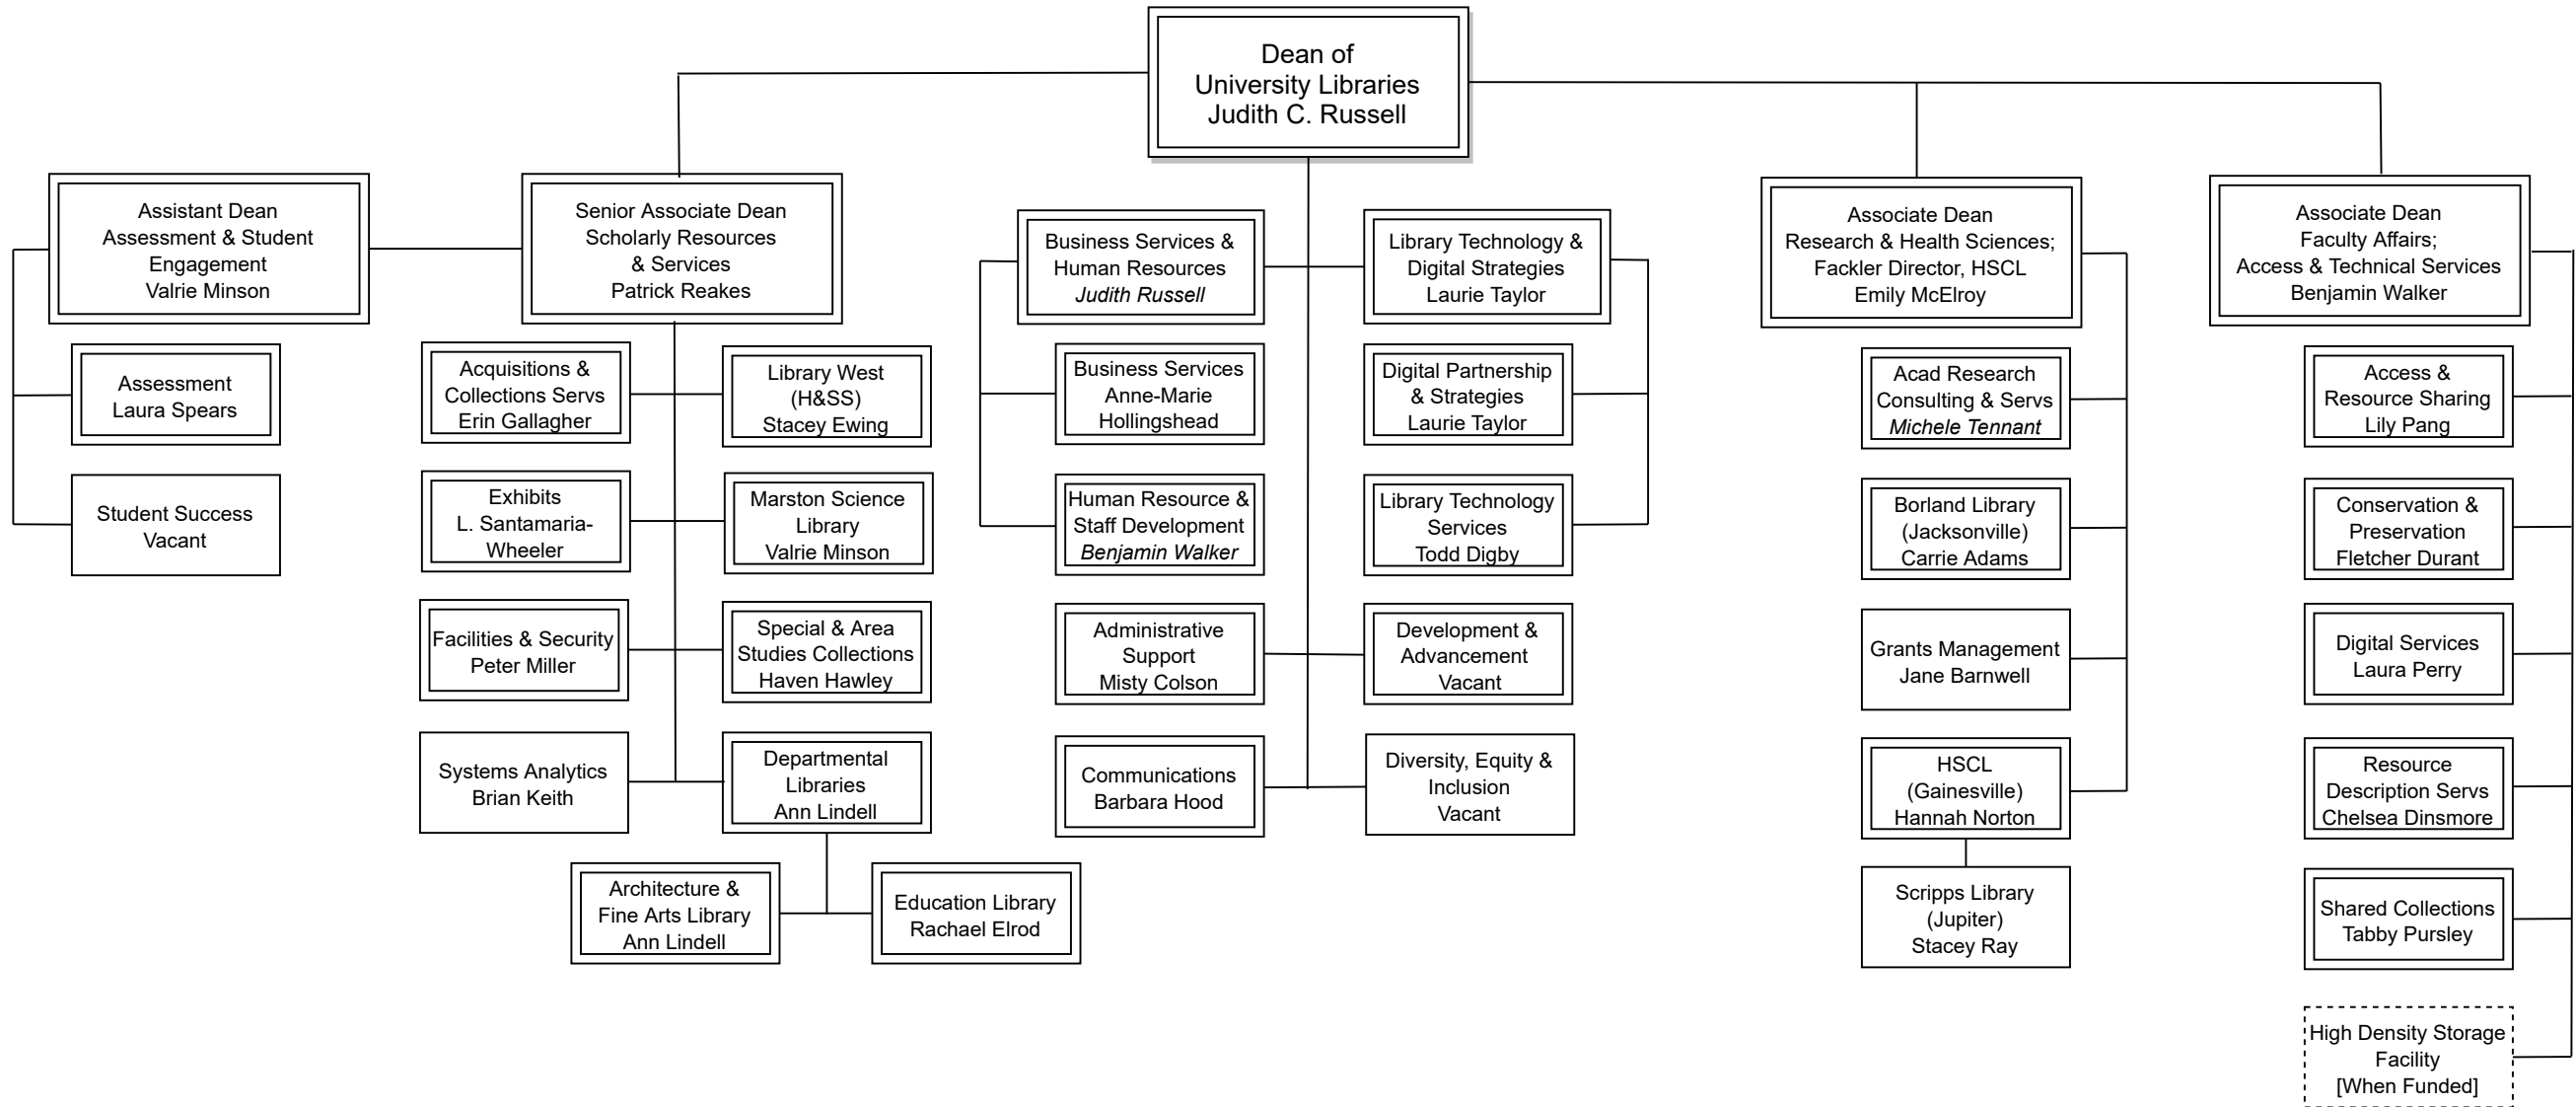 Dean of
University Libraries
Judith C. Russell
Assistant Dean
Assessment & Student
Engagement
Valrie Minson
Senior Associate Dean
Scholarly Resources
& Services
Patrick Reakes
Business Services &
Human Resources
Judith Russell
Library Technology &
Digital Strategies
Laurie Taylor
Associate Dean
Research & Health Sciences;
Fackler Director, HSCL
Emily McElroy
Associate Dean
Faculty Affairs;
Access & Technical Services
Benjamin Walker
Assessment
Laura Spears
Acquisitions &
Collections Servs
Erin Gallagher
Library West
(H&SS)
Stacey Ewing
Business Services
Anne-Marie
Hollingshead
Digital Partnership
& Strategies
Laurie Taylor
Acad Research
Consulting & Servs
Michele Tennant
Access &
Resource Sharing
Lily Pang
Student Success
Vacant
Exhibits
L. Santamaria-
Wheeler
Marston Science
Library
Valrie Minson
Human Resource &
Staff Development
Benjamin Walker
Library Technology
Services
Todd Digby
Borland Library
(Jacksonville)
Carrie Adams
Conservation &
Preservation
Fletcher Durant
Facilities & Security
Peter Miller
Special & Area
Studies Collections
Haven Hawley
Administrative
Support
Misty Colson
Development &
Advancement
Vacant
Grants Management
Jane Barnwell
Digital Services
Laura Perry
Systems Analytics
Brian Keith
Departmental
Libraries
Ann Lindell
Communications
Barbara Hood
Diversity, Equity &
Inclusion
Vacant
HSCL
(Gainesville)
Hannah Norton
Resource
Description Servs
Chelsea Dinsmore
Architecture &
Fine Arts Library
Ann Lindell
Education Library
Rachael Elrod
Scripps Library
(Jupiter)
Stacey Ray
Shared Collections
Tabby Pursley
High Density Storage
Facility
[When Funded]